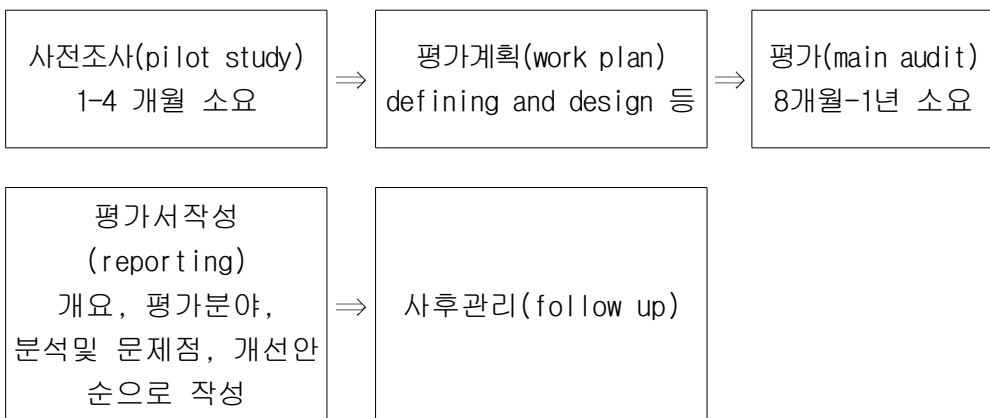 사전조사(pilot study)
1-4 개월 소요
⇒
평가계획(work plan)
defining and design 등
⇒
평가(main audit)
8개월-1년 소요
평가서작성
(reporting)
개요, 평가분야,
분석및 문제점, 개선안
순으로 작성
⇒
사후관리(follow up)